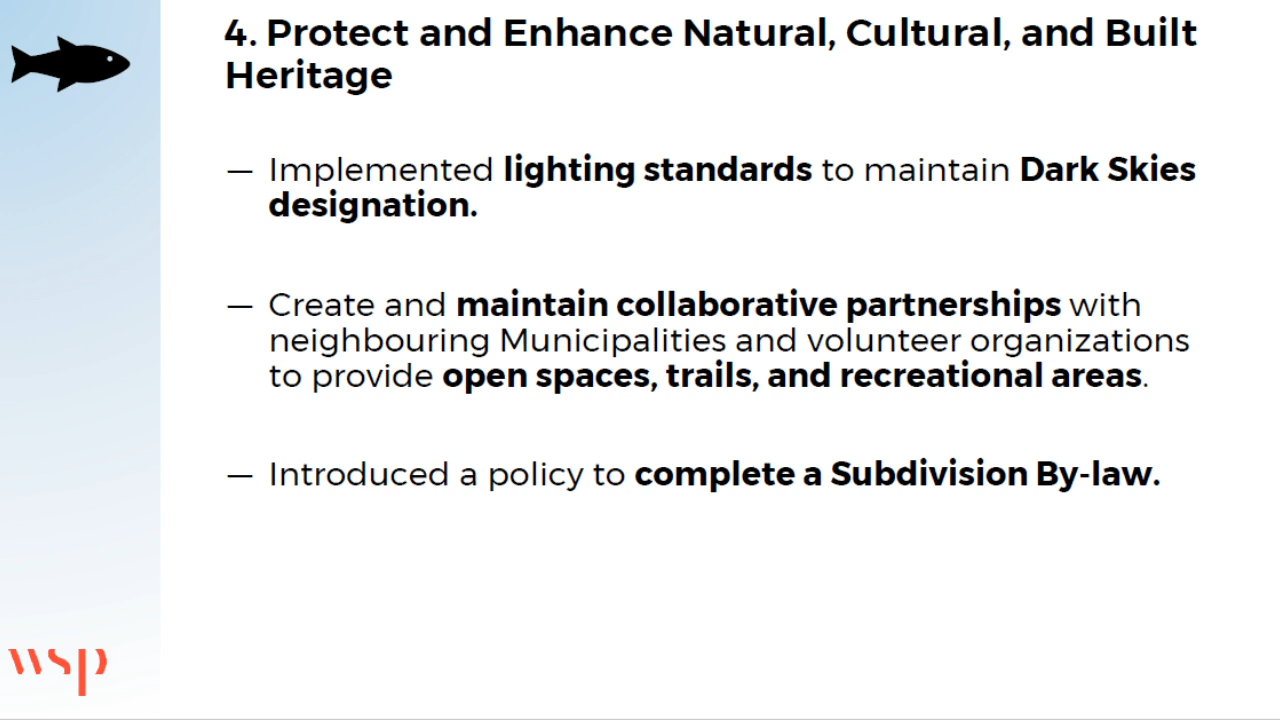 4. Protect and Enhance Natural, Cultural, and Built
Heritage
— Implemented lighting standards to maintain Dark Skies
designation.
— Create and maintain collaborative partnerships with
neighbouring Municipalities and volunteer organizations
to provide open spaces, trails, and recreational areas.
— Introduced a policy to complete a Subdivision By-law.
wsp